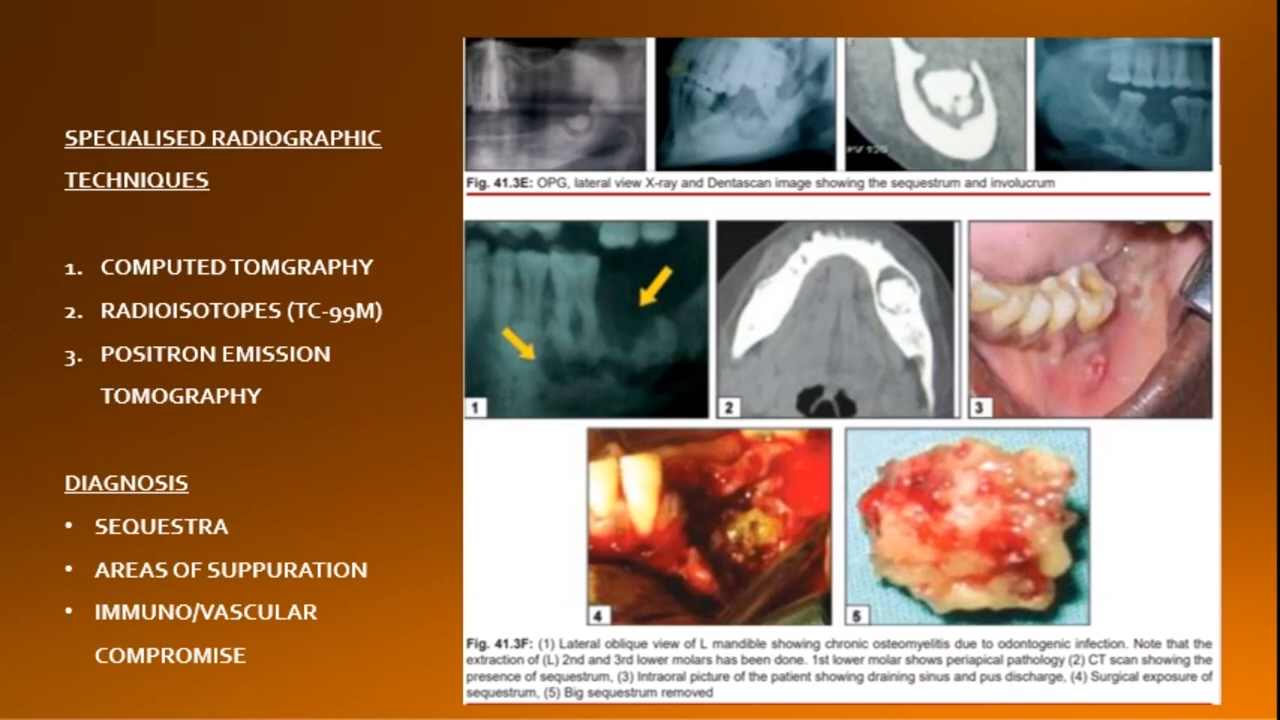 SPECIALISED RADIOGRAPHIC
TECHNIQUES
1. COMPUTED TOMGRAPHY
2. RADIOISOTOPES (TC-99M)
3. POSITRON EMISSION
TOMOGRAPHY
DIAGNOSIS
• SEQUESTRA
• AREAS OF SUPPURATION
• IMMUNO/VASCULAR
COMPROMISE
Fig. 41.3E: OPG, lateral view X-ray and Dentascan image showing the sequestrum and involucrum
1
2
3
4
5
Fig. 41.3F: (1) Lateral oblique view of L mandible showing chronic osteomyelitis due to odontogenic infection. Note that the
extraction of (L) 2nd and 3rd lower molars has been done. 1st lower molar shows periapical pathology (2) CT scan showing the
presence of sequestrum, (3) Intraoral picture of the patient showing draining sinus and pus discharge, (4) Surgical exposure of
sequestrum, (5) Big sequestrum removed